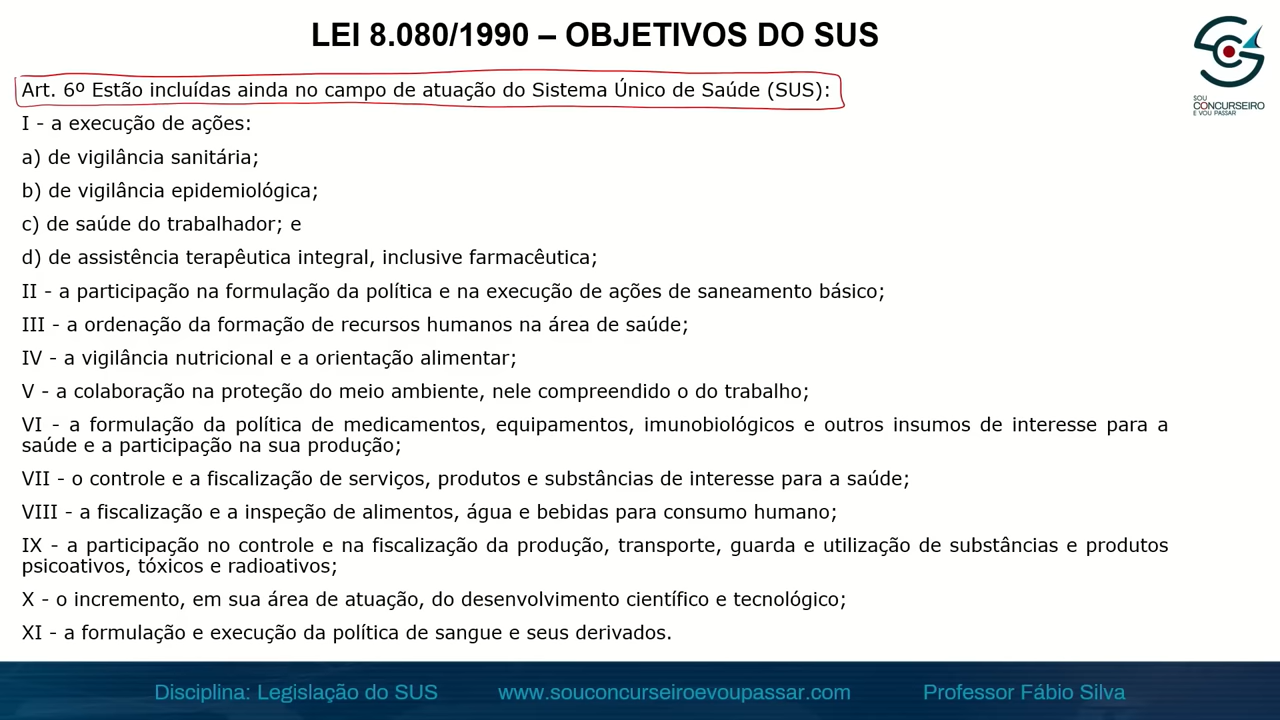 LEI 8.080/1990 – OBJETIVOS DO SUS
SOU
CONCURSEIRO
E VOU PASSAR
Art. 6º Estão incluídas ainda no campo de atuação do Sistema Único de Saúde (SUS):
I - a execução de ações:
a) de vigilância sanitária;
b) de vigilância epidemiológica;
c) de saúde do trabalhador; e
d) de assistência terapêutica integral, inclusive farmacêutica;
II - a participação na formulação da política e na execução de ações de saneamento básico;
III - a ordenação da formação de recursos humanos na área de saúde;
IV - a vigilância nutricional e a orientação alimentar;
V - a colaboração na proteção do meio ambiente, nele compreendido o do trabalho;
VI - a formulação da política de medicamentos, equipamentos, imunobiológicos e outros insumos de interesse para a
saúde e a participação na sua produção;
VII - o controle e a fiscalização de serviços, produtos e substâncias de interesse para a saúde;
VIII - a fiscalização e a inspeção de alimentos, água e bebidas para consumo humano;
IX - a participação no controle e na fiscalização da produção, transporte, guarda e utilização de substâncias e produtos
psicoativos, tóxicos e radioativos;
X - o incremento, em sua área de atuação, do desenvolvimento científico e tecnológico;
XI - a formulação e execução da política de sangue e seus derivados.
Disciplina: Legislação do SUS www.souconcurseiroevoupassar.com Professor Fábio Silva